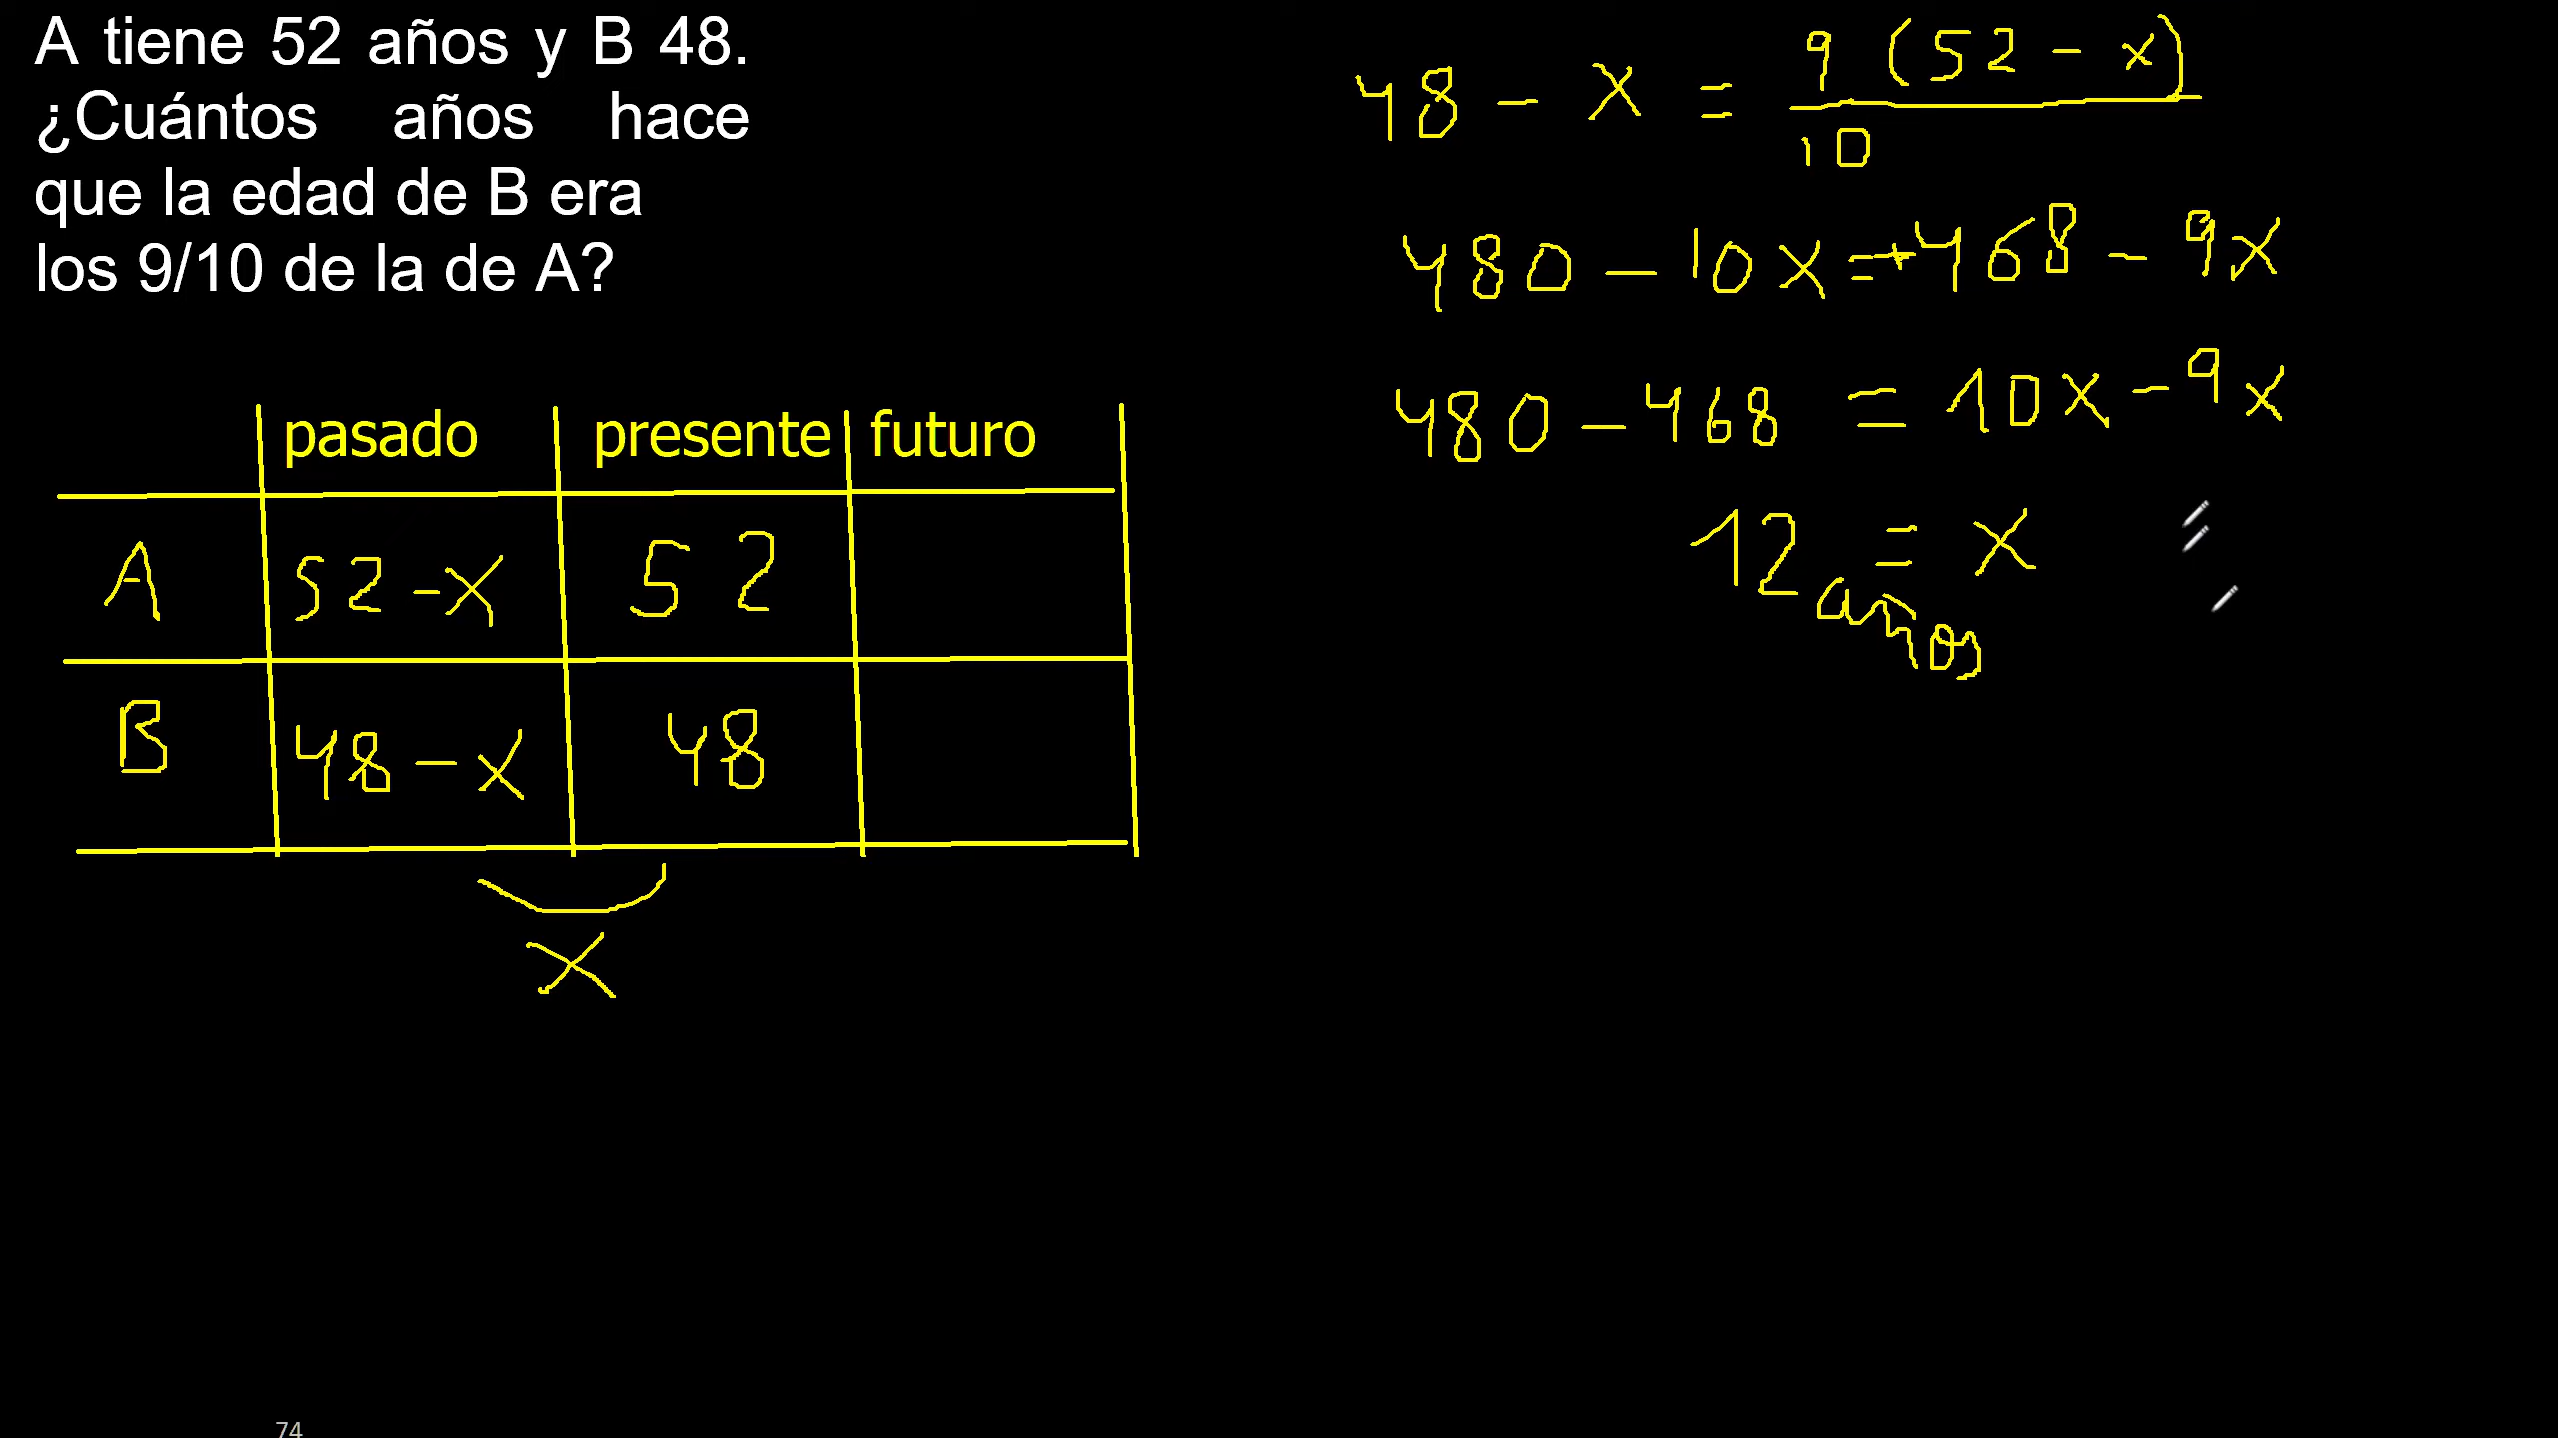 A tiene 52 años y B 48.
¿Cuántos años hace
que la edad de B era
los 9/10 de la de A?
pasado presente futuro
A 52-x 52
B 48-x 48
x
48 - x = 9 (52 - x)
10
480 - 10x = +468 - 9x
480 - 468 = 10x - 9x
12 = x
años
74